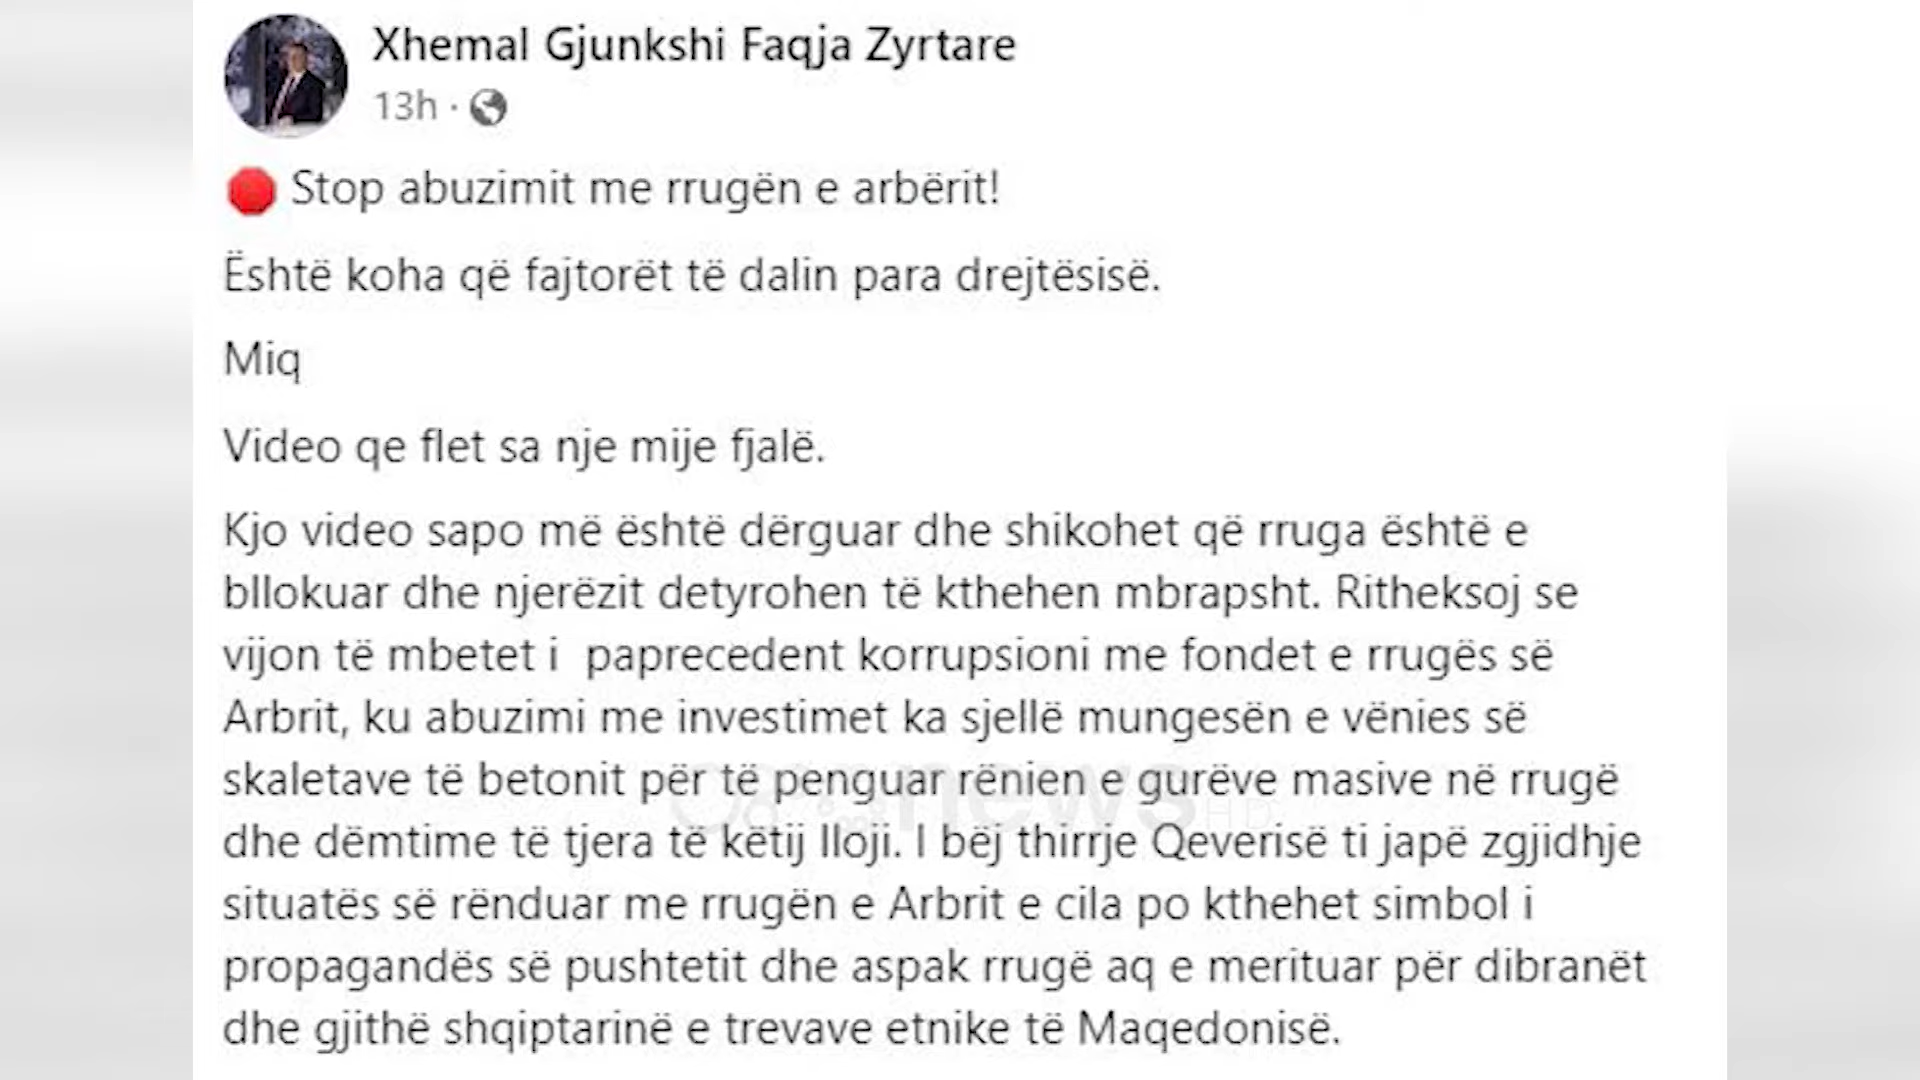 Xhemal Gjunkshi Faqja Zyrtare
13h ·
Stop abuzimit me rrugën e arbërit!
Është koha që fajtorët të dalin para drejtësisë.
Miq
Video qe flet sa nje mije fjalë.
Kjo video sapo më është dërguar dhe shikohet që rruga është e
bllokuar dhe njerëzit detyrohen të kthehen mbrapsht. Ritheksoj se
vijon të mbetet i  paprecedent korrupsioni me fondet e rrugës së
Arbrit, ku abuzimi me investimet ka sjellë mungesën e vënies së
skaletave të betonit për të penguar rënien e gurëve masive në rrugë
dhe dëmtime të tjera të këtij lloji. I bëj thirrje Qeverisë ti japë zgjidhje
situatës së rënduar me rrugën e Arbrit e cila po kthehet simbol i
propagandës së pushtetit dhe aspak rrugë aq e merituar për dibranët
dhe gjithë shqiptarinë e trevave etnike të Maqedonisë.
news HD